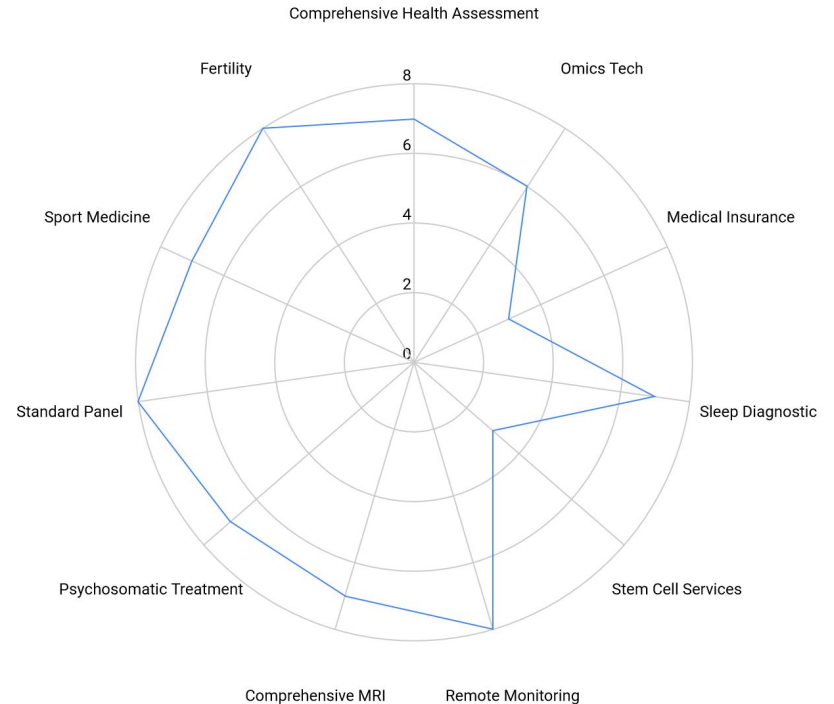 Comprehensive Health Assessment
Fertility
Omics Tech
8
6
Sport Medicine
Medical Insurance
4
2
0
Standard Panel
Sleep Diagnostic
Psychosomatic Treatment
Stem Cell Services
Comprehensive MRI
Remote Monitoring